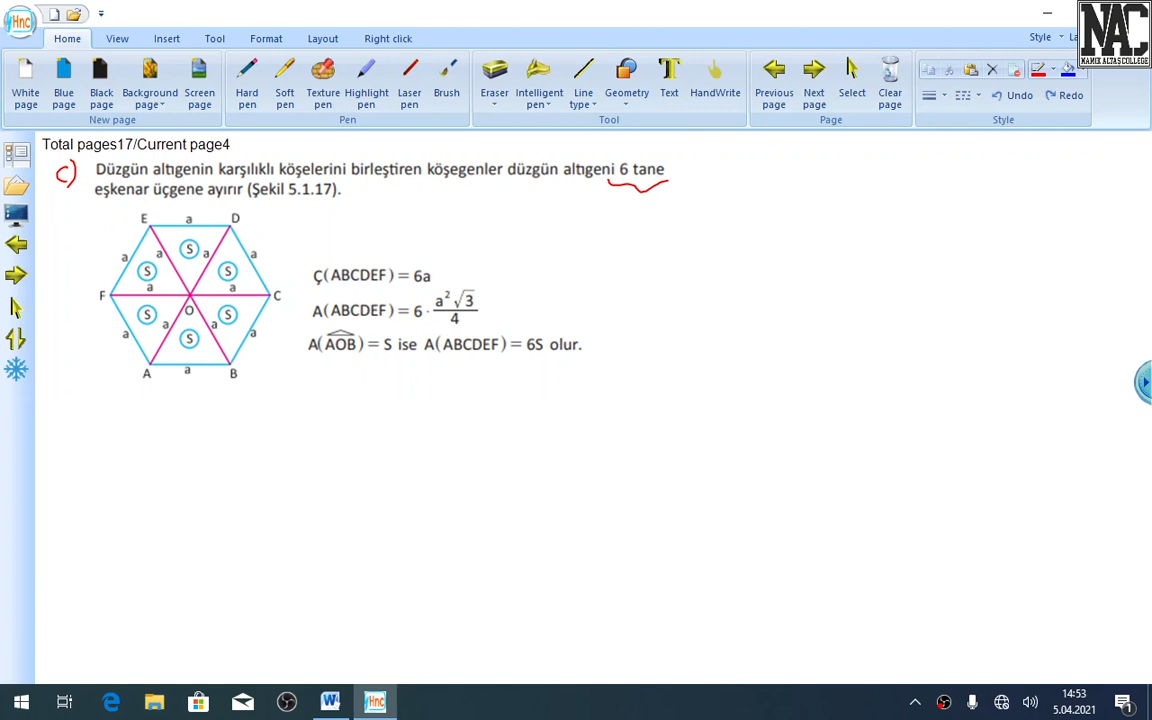 Hnc
NAC
NAMIK ALTAS COLLEGE
Home View Insert Tool Format Layout Right click Style
White page Blue page Black page Background page Screen page
New page
Hard pen Soft pen Texture pen Highlight pen Laser pen Brush
Pen
Eraser Intelligent pen Line type Geometry Text HandWrite
Tool
Previous page Next page Select Clear page
Page
Undo Redo
Style
Total pages17/Current page4
c) Düzgün altıgenin karşılıklı köşelerini birleştiren köşegenler düzgün altıgeni 6 tane
eşkenar üçgene ayırır (Şekil 5.1.17).
E a D
a a S a a
S S
F a a C
S O S
a a S a a
A a B
Ç(ABCDEF) = 6a
A(ABCDEF) = 6 · a² √3 / 4
A(AOB) = S ise A(ABCDEF) = 6S olur.
14:53
5.04.2021
1